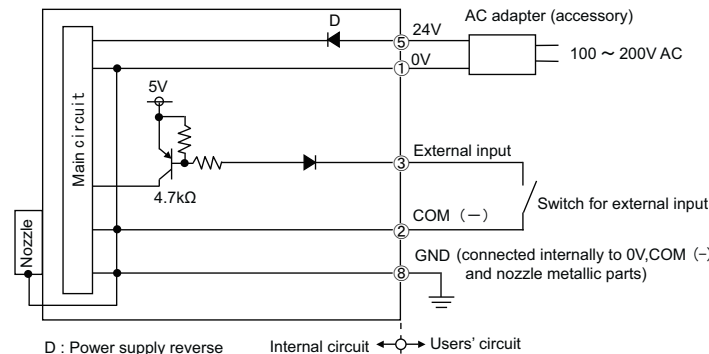 D
24V
AC adapter (accessory)
⑤
0V
100 ～ 200V AC
①
Main circuit
5V
4.7kΩ
External input
③
Switch for external input
COM （−）
②
Nozzle
GND (connected internally to 0V,COM (−)
and nozzle metallic parts)
⑧
D : Power supply reverse
Internal circuit
Users' circuit